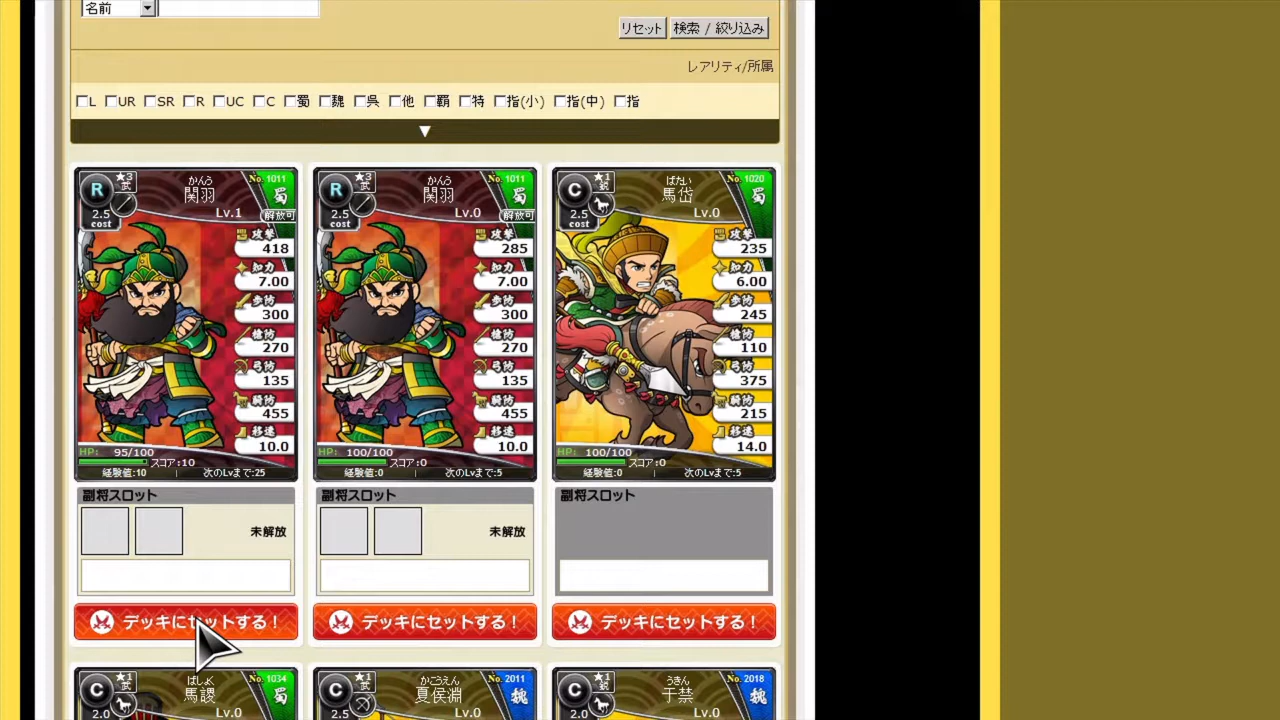 名前
リセット 検索 / 絞り込み
レアリティ/所属
L UR SR R UC C 蜀 魏 呉 他 覇 特 指(小) 指(中) 指
▼
R ★3 武 かんう 関羽 No. 1011 蜀
2.5 cost Lv.1 解放可
攻撃 418
知力 7.00
歩防 300
槍防 270
弓防 135
騎防 455
移速 10.0
HP: 95/100 スコア:10
経験値:10 次のLvまで:25
R ★3 武 かんう 関羽 No. 1011 蜀
2.5 cost Lv.0 解放可
攻撃 285
知力 7.00
歩防 300
槍防 270
弓防 135
騎防 455
移速 10.0
HP: 100/100 スコア:0
経験値:0 次のLvまで:5
C ★1 鋭 ばたい 馬岱 No. 1020 蜀
2.5 cost Lv.0
攻撃 235
知力 6.00
歩防 245
槍防 110
弓防 375
騎防 215
移速 14.0
HP: 100/100 スコア:0
経験値:0 次のLvまで:5
副将スロット 副将スロット 副将スロット
未解放 未解放
デッキにセットする! デッキにセットする! デッキにセットする!
C ★1 武 ばしょく 馬謖 No. 1034 蜀
2.0 Lv.0
C ★1 武 かこうえん 夏侯淵 No. 2011 魏
2.5 Lv.0
C ★1 鋭 うきん 于禁 No. 2018 魏
2.0 Lv.0